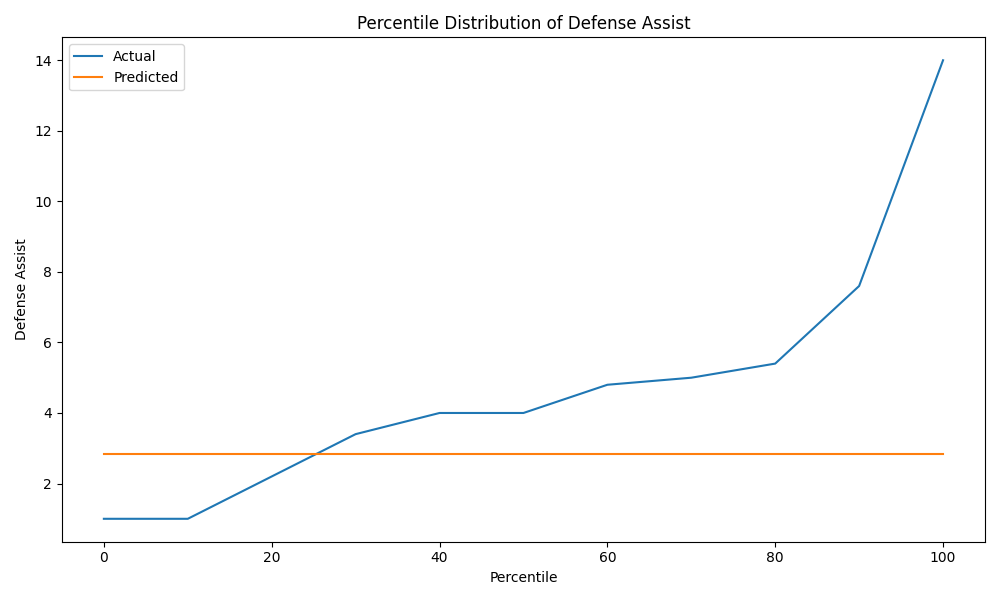 Percentile Distribution of Defense Assist
Actual
Predicted
14
12
10
8
6
4
2
Defense Assist
0
20
40
60
80
100
Percentile